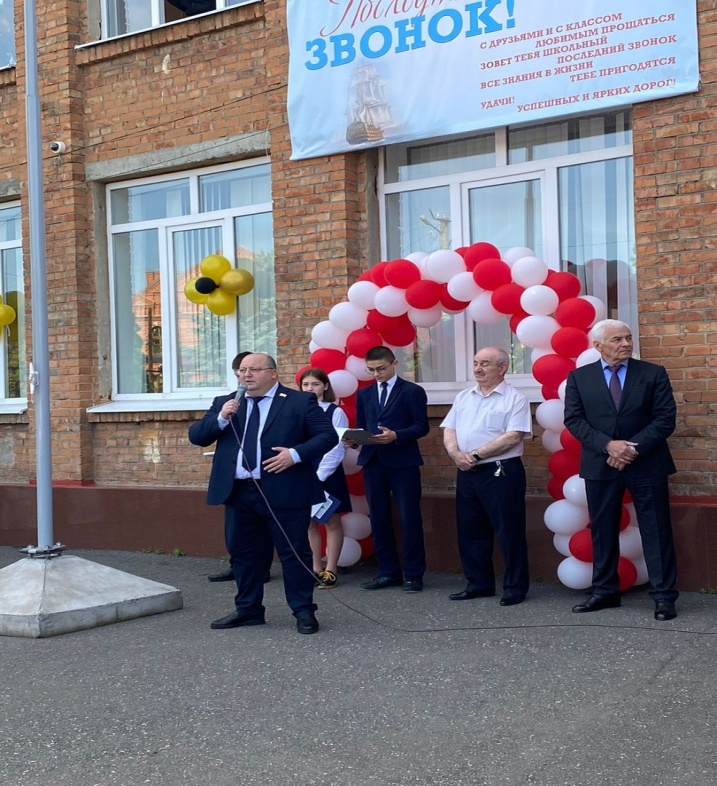 ЗВОНОК!
С ДРУЗЬЯМИ И С КЛАССОМ
ЛЮБИМЫМ ПРОЩАТЬСЯ
ЗОВЕТ ТЕБЯ ШКОЛЬНЫЙ
ПОСЛЕДНИЙ ЗВОНОК
ВСЕ ЗНАНИЯ В ЖИЗНИ
ТЕБЕ ПРИГОДЯТСЯ
УДАЧИ!
УСПЕШНЫХ И ЯРКИХ ДОРОГ!